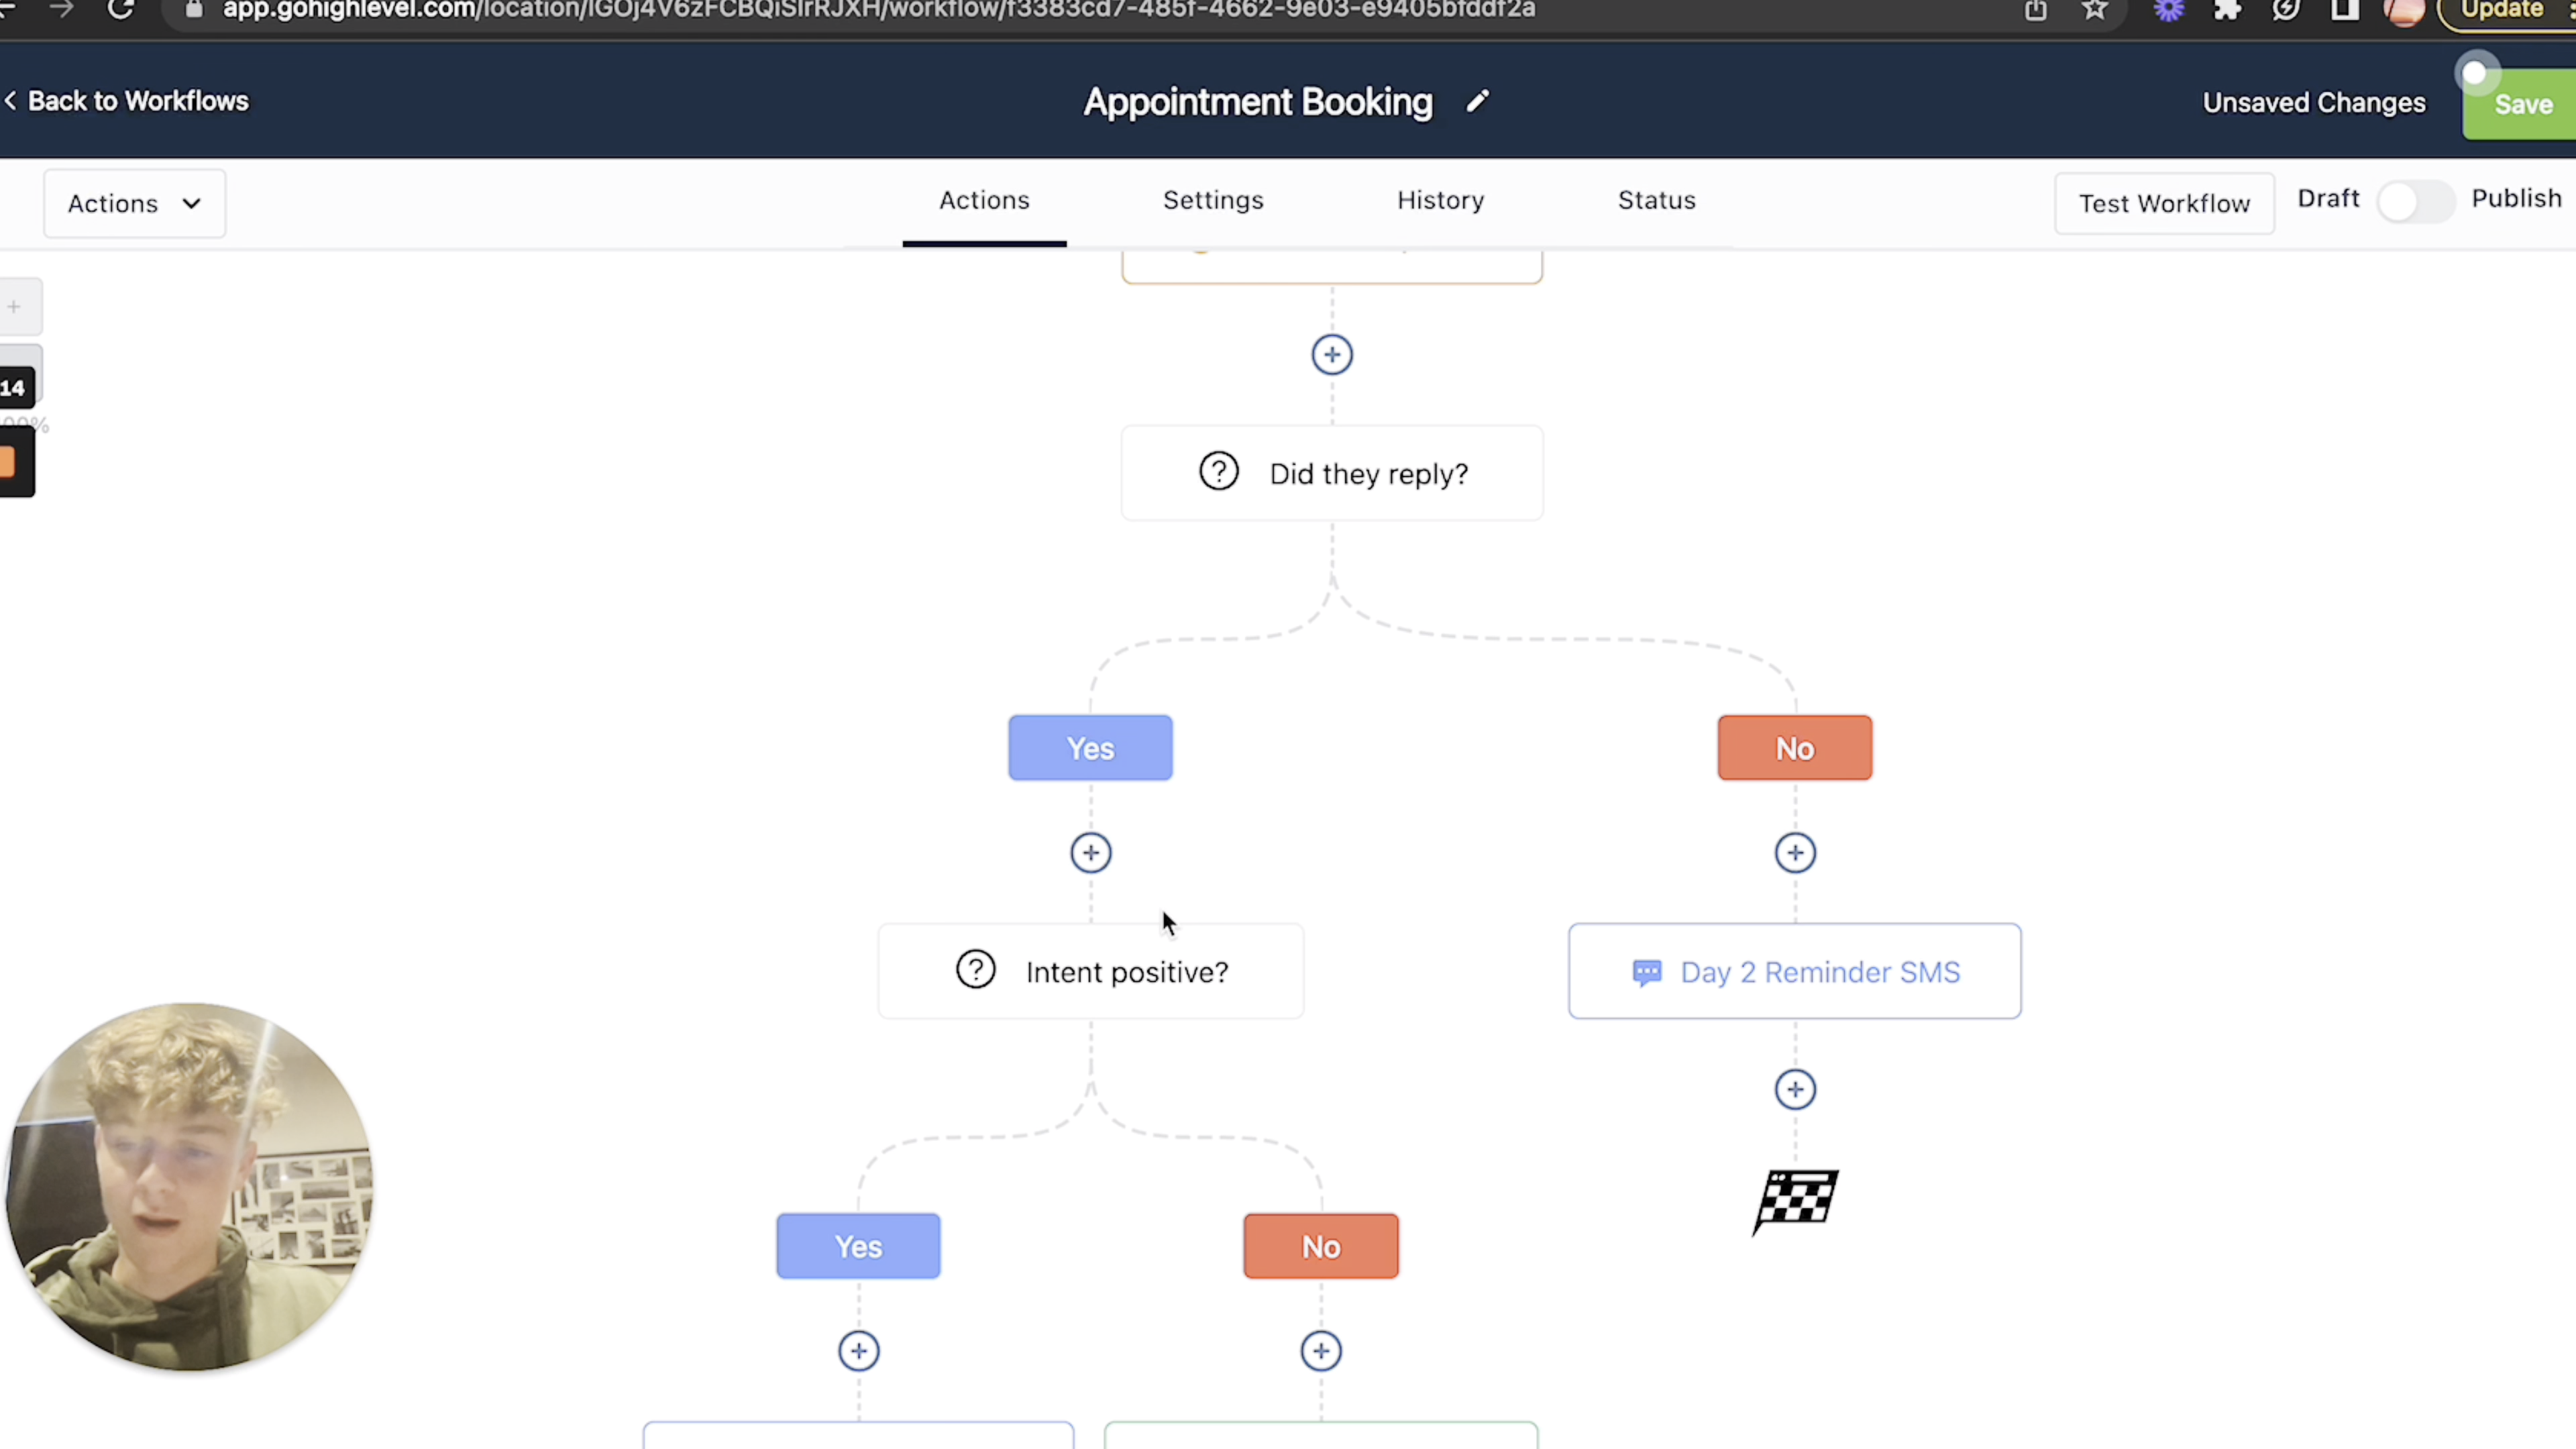 app.gohighlevel.com/location/lGOj4V6zFCBQiSIrRJXH/workflow/f3383cd7-485f-4662-9e03-e9405bfddf2a
Update
Back to Workflows
Appointment Booking
Unsaved Changes
Save
Actions
Actions
Settings
History
Status
Test Workflow
Draft
Publish
14
Did they reply?
Yes
No
Intent positive?
Day 2 Reminder SMS
Yes
No